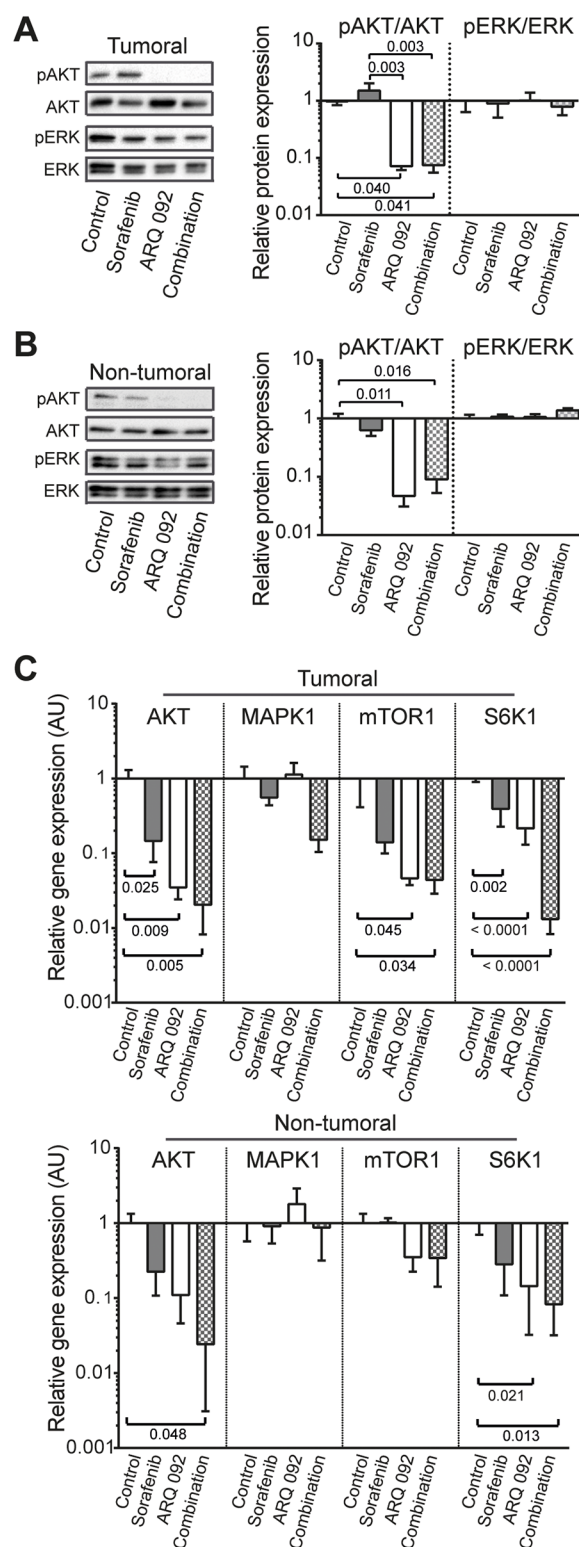 A
Tumoral
pAKT
AKT
pERK
ERK
Control
Sorafenib
ARQ 092
Combination
pAKT/AKT pERK/ERK
Relative protein expression
10
1
0.1
0.01
0.003
0.003
0.040
0.041
Control
Sorafenib
ARQ 092
Combination
Control
Sorafenib
ARQ 092
Combination
B
Non-tumoral
pAKT
AKT
pERK
ERK
Control
Sorafenib
ARQ 092
Combination
pAKT/AKT pERK/ERK
Relative protein expression
10
1
0.1
0.01
0.016
0.011
Control
Sorafenib
ARQ 092
Combination
Control
Sorafenib
ARQ 092
Combination
C
Tumoral
AKT MAPK1 mTOR1 S6K1
Relative gene expression (AU)
10
1
0.1
0.01
0.001
0.025
0.009
0.005
0.045
0.034
0.002
< 0.0001
< 0.0001
Control
Sorafenib
ARQ 092
Combination
Control
Sorafenib
ARQ 092
Combination
Control
Sorafenib
ARQ 092
Combination
Control
Sorafenib
ARQ 092
Combination
Non-tumoral
AKT MAPK1 mTOR1 S6K1
Relative gene expression (AU)
10
1
0.1
0.01
0.001
0.048
0.021
0.013
Control
Sorafenib
ARQ 092
Combination
Control
Sorafenib
ARQ 092
Combination
Control
Sorafenib
ARQ 092
Combination
Control
Sorafenib
ARQ 092
Combination